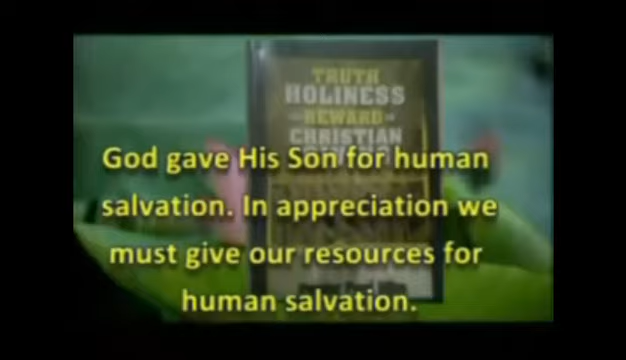 TRUTH
HOLINESS
REWARD
CHRISTIAN
God gave His Son for human
salvation. In appreciation we
must give our resources for
human salvation.